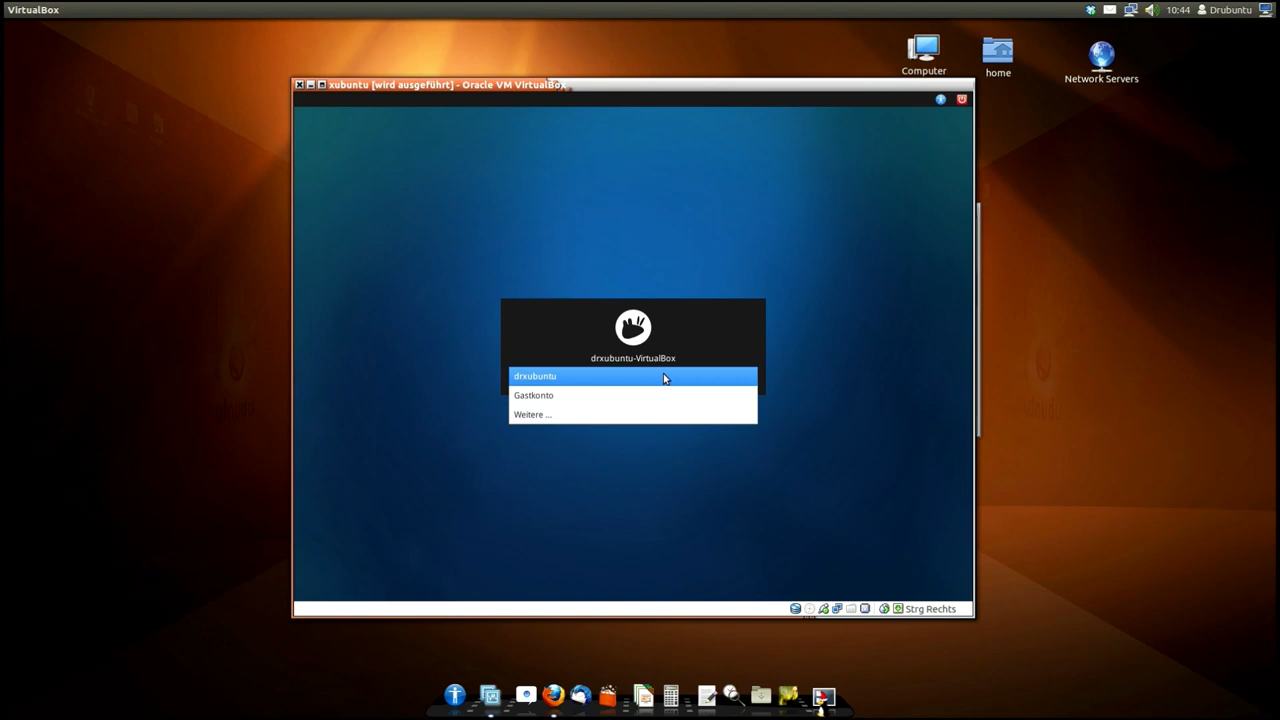 VirtualBox
10:44
Drubuntu
Computer
home
Network Servers
xubuntu [wird ausgeführt] - Oracle VM VirtualBox
drxubuntu-VirtualBox
drxubuntu
Gastkonto
Weitere ...
Strg Rechts